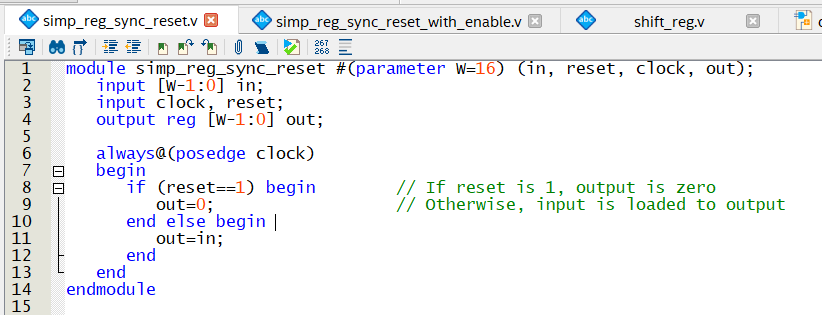 simp_reg_sync_reset.v simp_reg_sync_reset_with_enable.v shift_reg.v
267
268
1 module simp_reg_sync_reset #(parameter W=16) (in, reset, clock, out);
2 input [W-1:0] in;
3 input clock, reset;
4 output reg [W-1:0] out;
5
6 always@(posedge clock)
7 begin
8 if (reset==1) begin // If reset is 1, output is zero
9 out=0; // Otherwise, input is loaded to output
10 end else begin
11 out=in;
12 end
13 end
14 endmodule
15